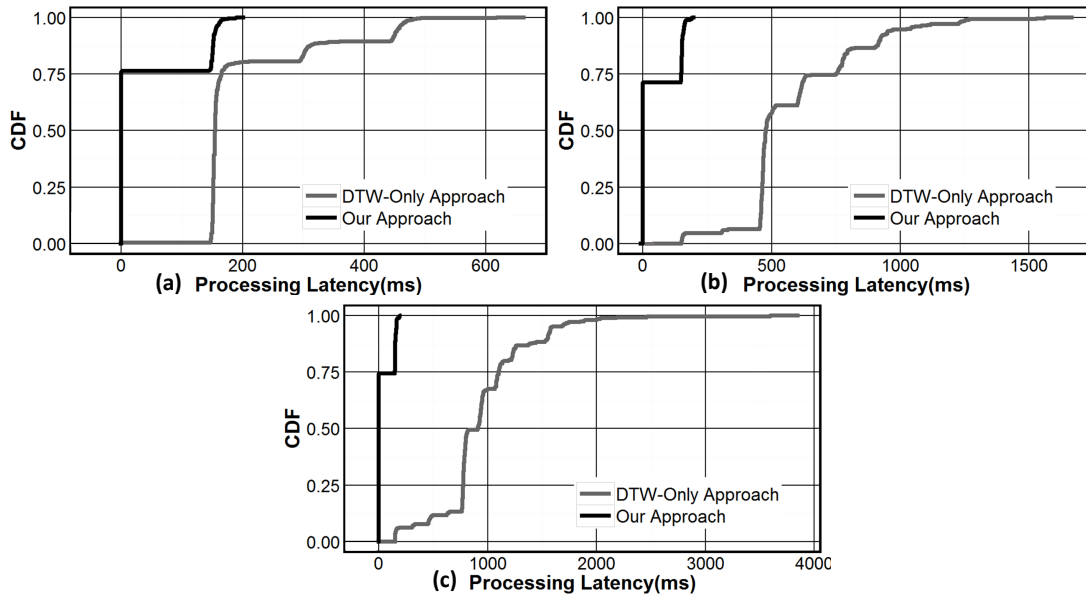 1.00
0.75
0.50
0.25
0.00
CDF
DTW-Only Approach
Our Approach
0 200 400 600
(a) Processing Latency(ms)
1.00
0.75
0.50
0.25
0.00
CDF
DTW-Only Approach
Our Approach
0 500 1000 1500
(b) Processing Latency(ms)
1.00
0.75
0.50
0.25
0.00
CDF
DTW-Only Approach
Our Approach
0 1000 2000 3000 4000
(c) Processing Latency(ms)